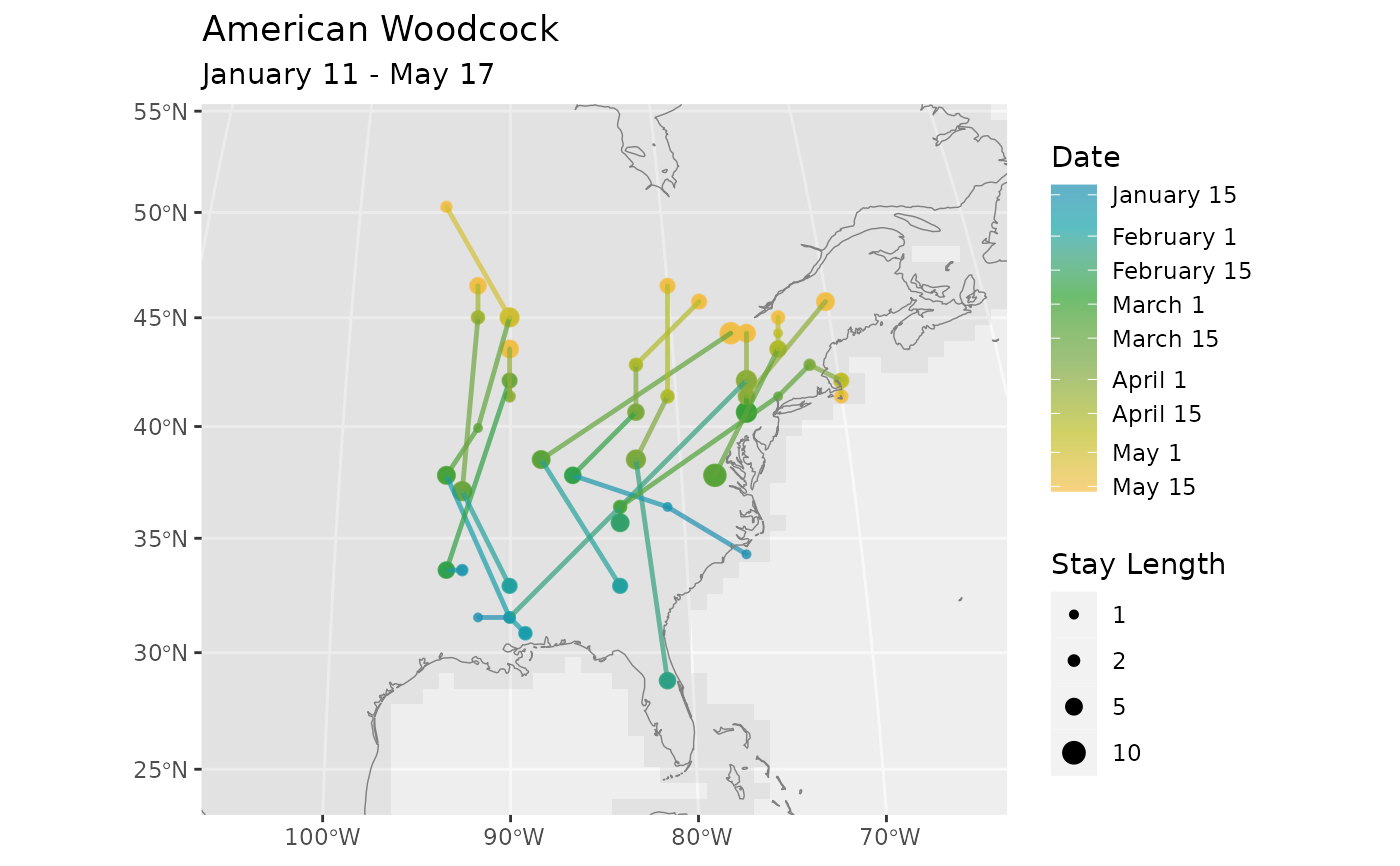 American Woodcock
January 11 - May 17
55°N
50°N
45°N
40°N
35°N
30°N
25°N
100°W
90°W
80°W
70°W
Date
January 15
February 1
February 15
March 1
March 15
April 1
April 15
May 1
May 15
Stay Length
1
2
5
10